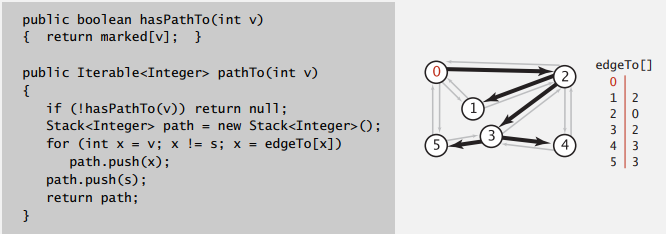 public boolean hasPathTo(int v)
{  return marked[v];  }
public Iterable<Integer> pathTo(int v)
{
   if (!hasPathTo(v)) return null;
   Stack<Integer> path = new Stack<Integer>();
   for (int x = v; x != s; x = edgeTo[x])
      path.push(x);
   path.push(s);
   return path;
}
0
2
1
3
5
4
edgeTo[]
0
1 2
2 0
3 2
4 3
5 3